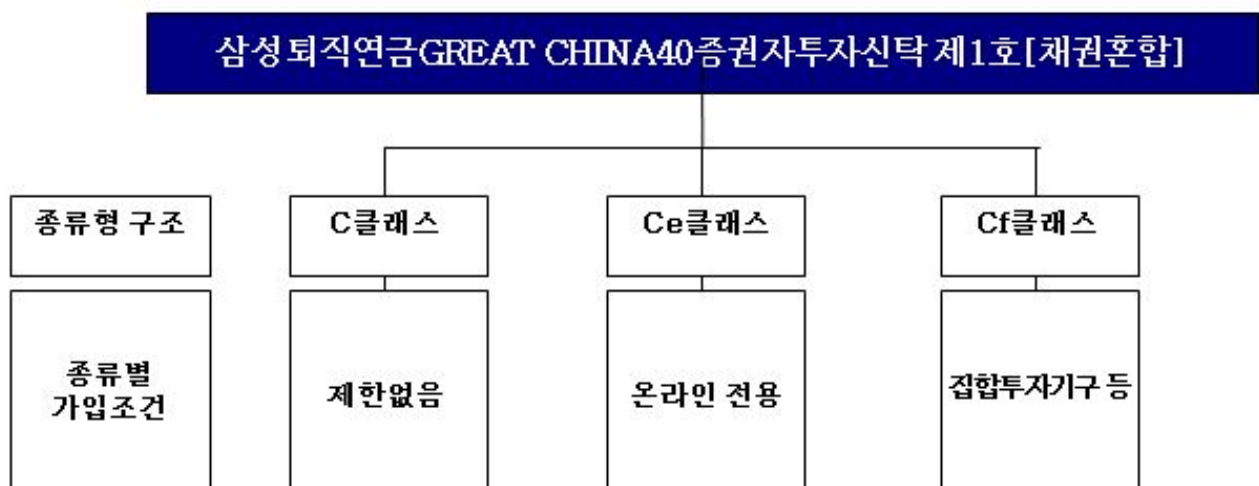 삼성퇴직연금GREAT CHINA40증권자투자신탁 제1호[채권혼합]
종류형 구조
C클래스
Ce클래스
Cf클래스
종류별
가입조건
제한없음
온라인 전용
집합투자기구 등